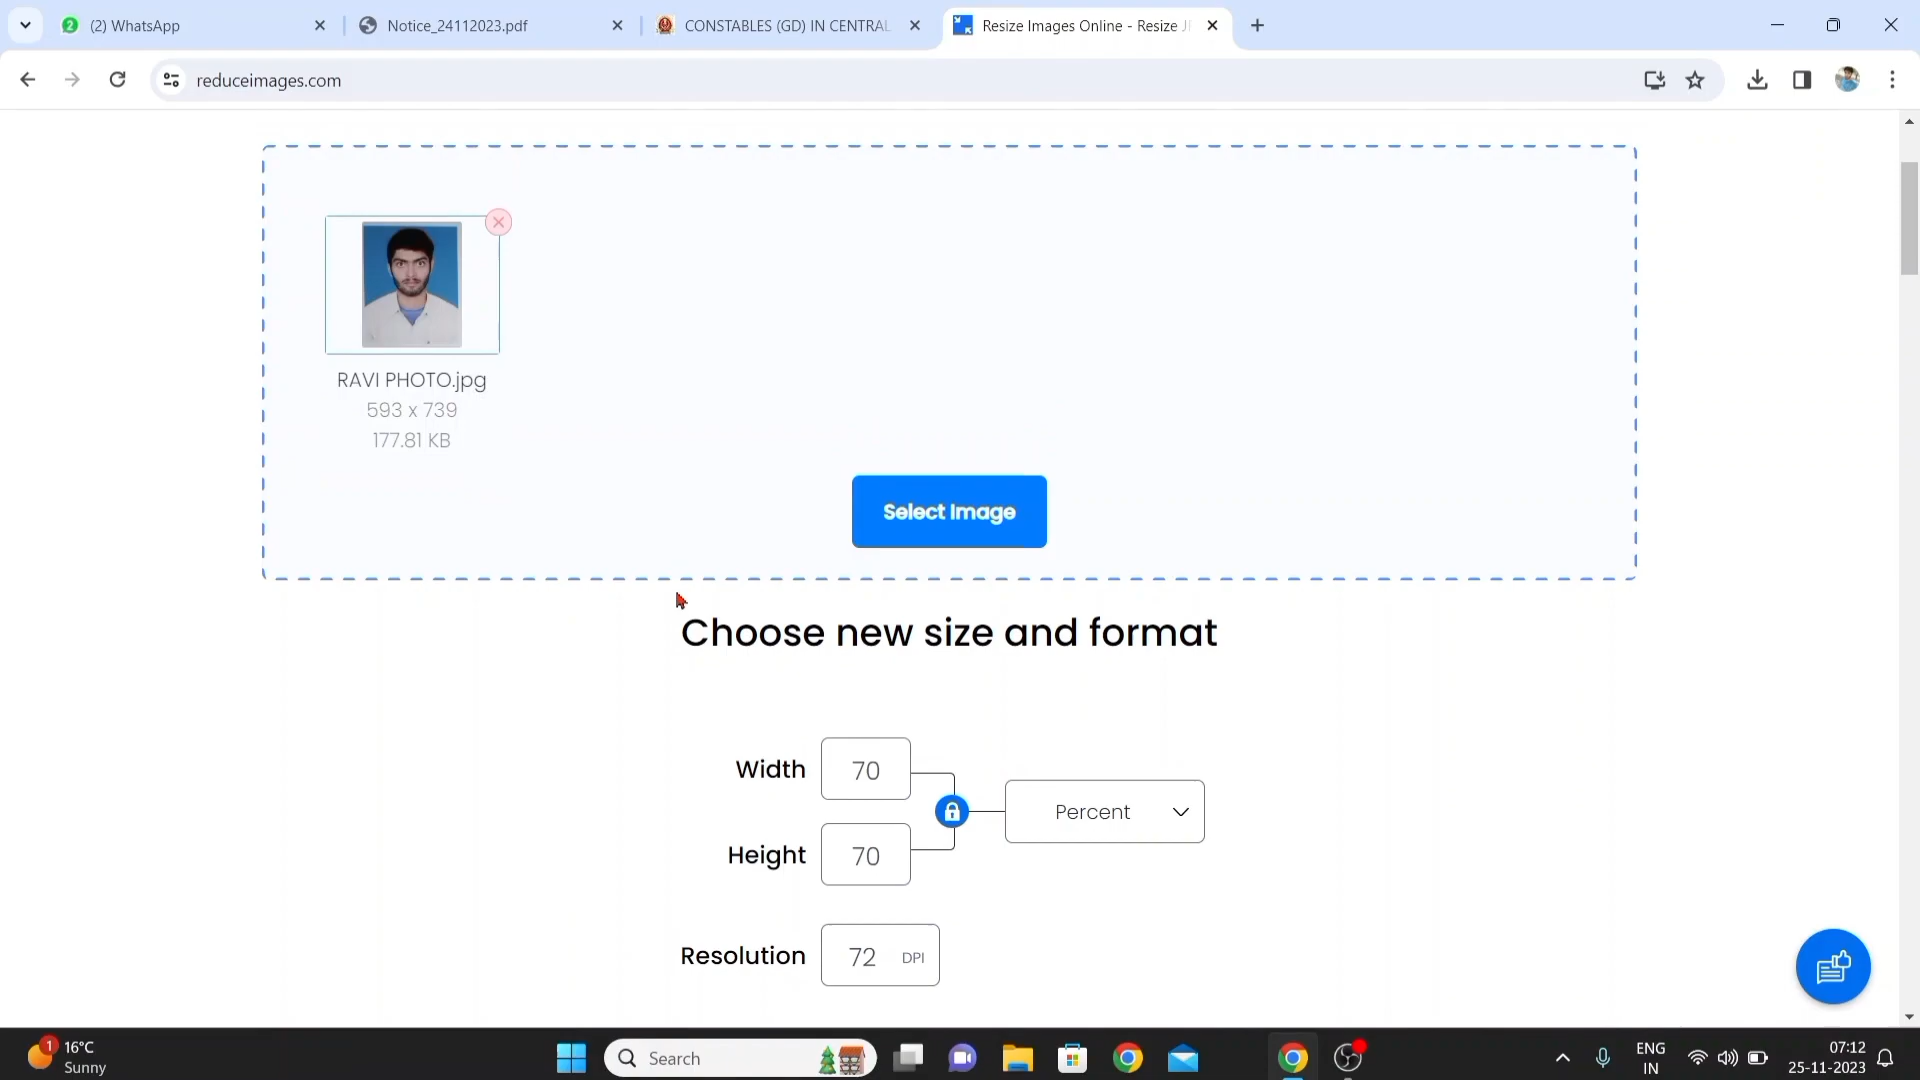 (2) WhatsApp
Notice_24112023.pdf
CONSTABLES (GD) IN CENTRAL
Resize Images Online - Resize J
reduceimages.com
RAVI PHOTO.jpg
593 x 739
177.81 KB
Select Image
Choose new size and format
Width 70
Percent
Height 70
Resolution 72 DPI
1
16°C
Sunny
Search
ENG
IN
07:12
25-11-2023